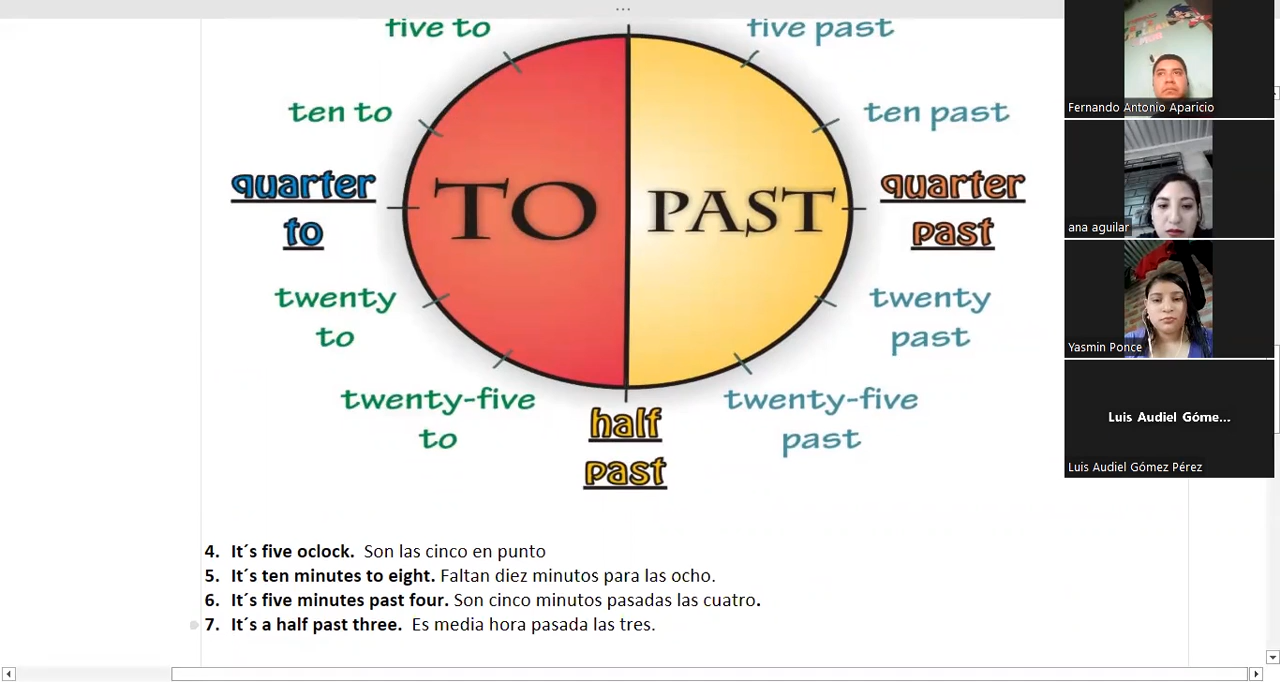 ...
five to
five past
ten to
ten past
quarter
to
TO
PAST
quarter
past
twenty
to
twenty
past
twenty-five
to
half
past
twenty-five
past
4. It´s five oclock. Son las cinco en punto
5. It´s ten minutes to eight. Faltan diez minutos para las ocho.
6. It´s five minutes past four. Son cinco minutos pasadas las cuatro.
7. It´s a half past three. Es media hora pasada las tres.
Fernando Antonio Aparicio
ana aguilar
Yasmin Ponce
Luis Audiel Góme...
Luis Audiel Gómez Pérez